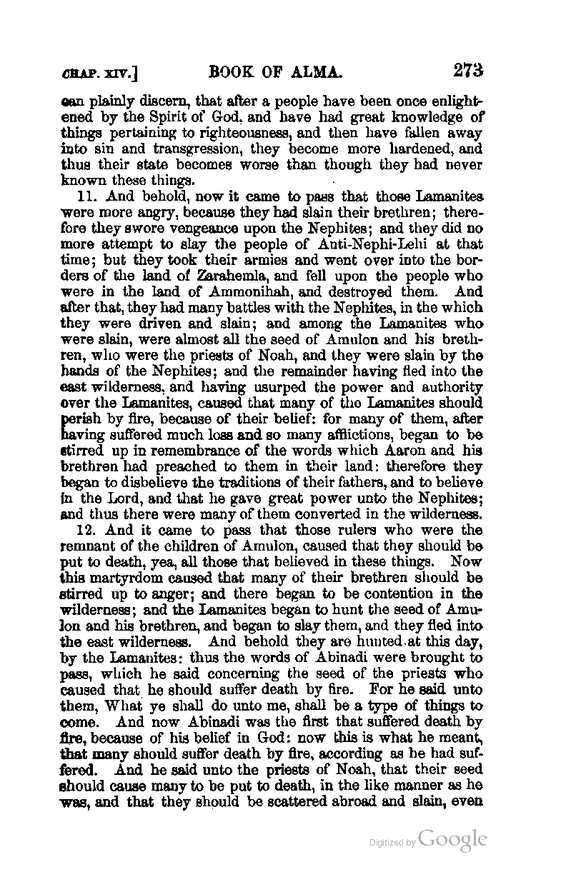 CHAP. XIV.] BOOK OF ALMA. 273
can plainly discern, that after a people have been once enlight-
ened by the Spirit of God, and have had great knowledge of
things pertaining to righteousness, and then have fallen away
into sin and transgression, they become more hardened, and
thus their state becomes worse than though they had never
known these things.
11. And behold, now it came to pass that those Lamanites
were more angry, because they had slain their brethren; there-
fore they swore vengeance upon the Nephites; and they did no
more attempt to slay the people of Anti-Nephi-Lehi at that
time; but they took their armies and went over into the bor-
ders of the land of Zarahemla, and fell upon the people who
were in the land of Ammonihah, and destroyed them. And
after that, they had many battles with the Nephites, in the which
they were driven and slain; and among the Lamanites who
were slain, were almost all the seed of Amulon and his breth-
ren, who were the priests of Noah, and they were slain by the
hands of the Nephites; and the remainder having fled into the
east wilderness, and having usurped the power and authority
over the Lamanites, caused that many of the Lamanites should
perish by fire, because of their belief: for many of them, after
having suffered much loss and so many afflictions, began to be
stirred up in remembrance of the words which Aaron and his
brethren had preached to them in their land: therefore they
began to disbelieve the traditions of their fathers, and to believe
in the Lord, and that he gave great power unto the Nephites;
and thus there were many of them converted in the wilderness.
12. And it came to pass that those rulers who were the
remnant of the children of Amulon, caused that they should be
put to death, yea, all those that believed in these things. Now
this martyrdom caused that many of their brethren should be
stirred up to anger; and there began to be contention in the
wilderness; and the Lamanites began to hunt the seed of Amu-
lon and his brethren, and began to slay them, and they fled into
the east wilderness. And behold they are hunted at this day,
by the Lamanites: thus the words of Abinadi were brought to
pass, which he said concerning the seed of the priests who
caused that he should suffer death by fire. For he said unto
them, What ye shall do unto me, shall be a type of things to
come. And now Abinadi was the first that suffered death by
fire, because of his belief in God: now this is what he meant,
that many should suffer death by fire, according as he had suf-
fered. And he said unto the priests of Noah, that their seed
should cause many to be put to death, in the like manner as he
was, and that they should be scattered abroad and slain, even
Digitized by Google